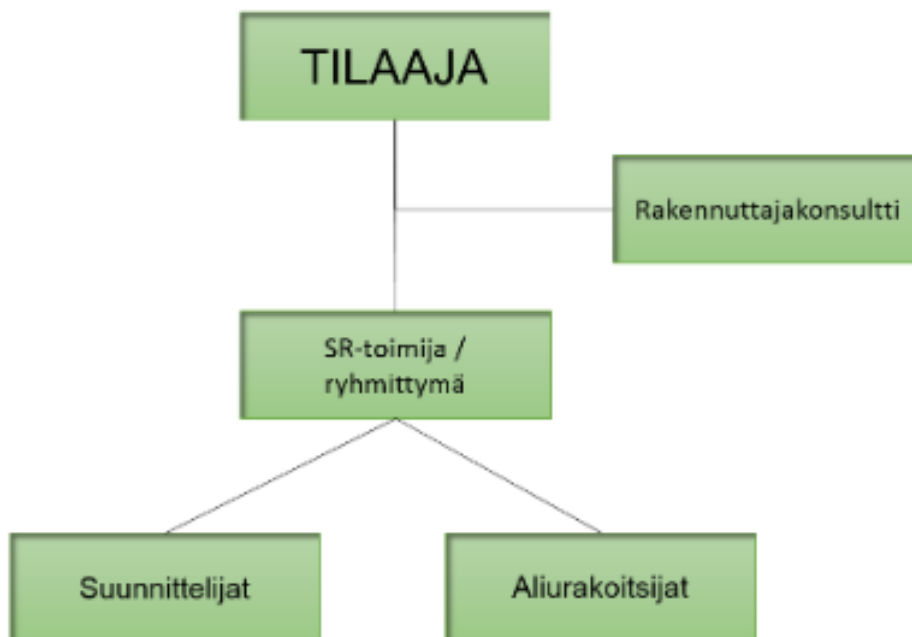 TILAAJA
Rakennuttajakonsultti
SR-toimija /
ryhmittymä
Suunnittelijat
Aliurakoitsijat